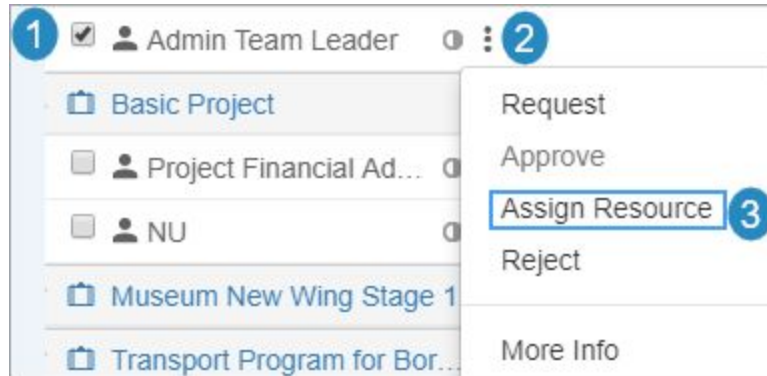 1 Admin Team Leader 2
Basic Project
Request
Project Financial Ad...
Approve
Assign Resource 3
NU
Reject
Museum New Wing Stage 1
Transport Program for Bor...
More Info